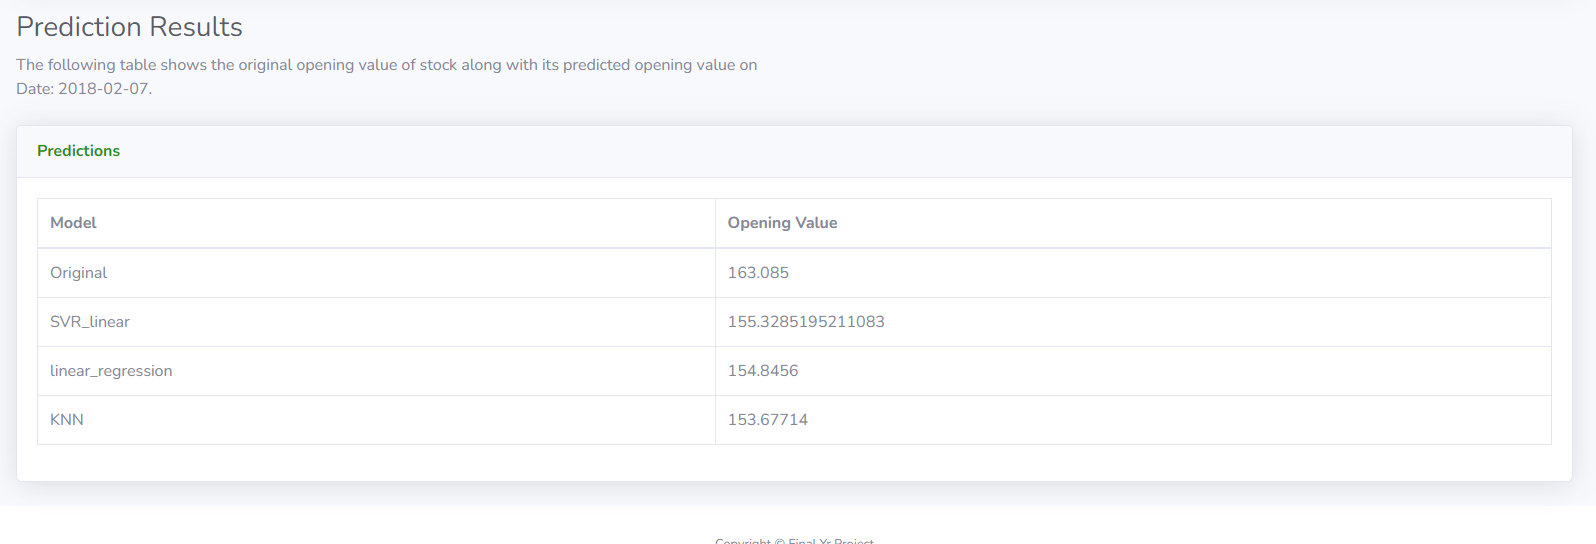 Prediction Results
The following table shows the original opening value of stock along with its predicted opening value on
Date: 2018-02-07.
Predictions
Model Opening Value
Original 163.085
SVR_linear 155.3285195211083
linear_regression 154.8456
KNN 153.67714
Copyright © Final Yr Project